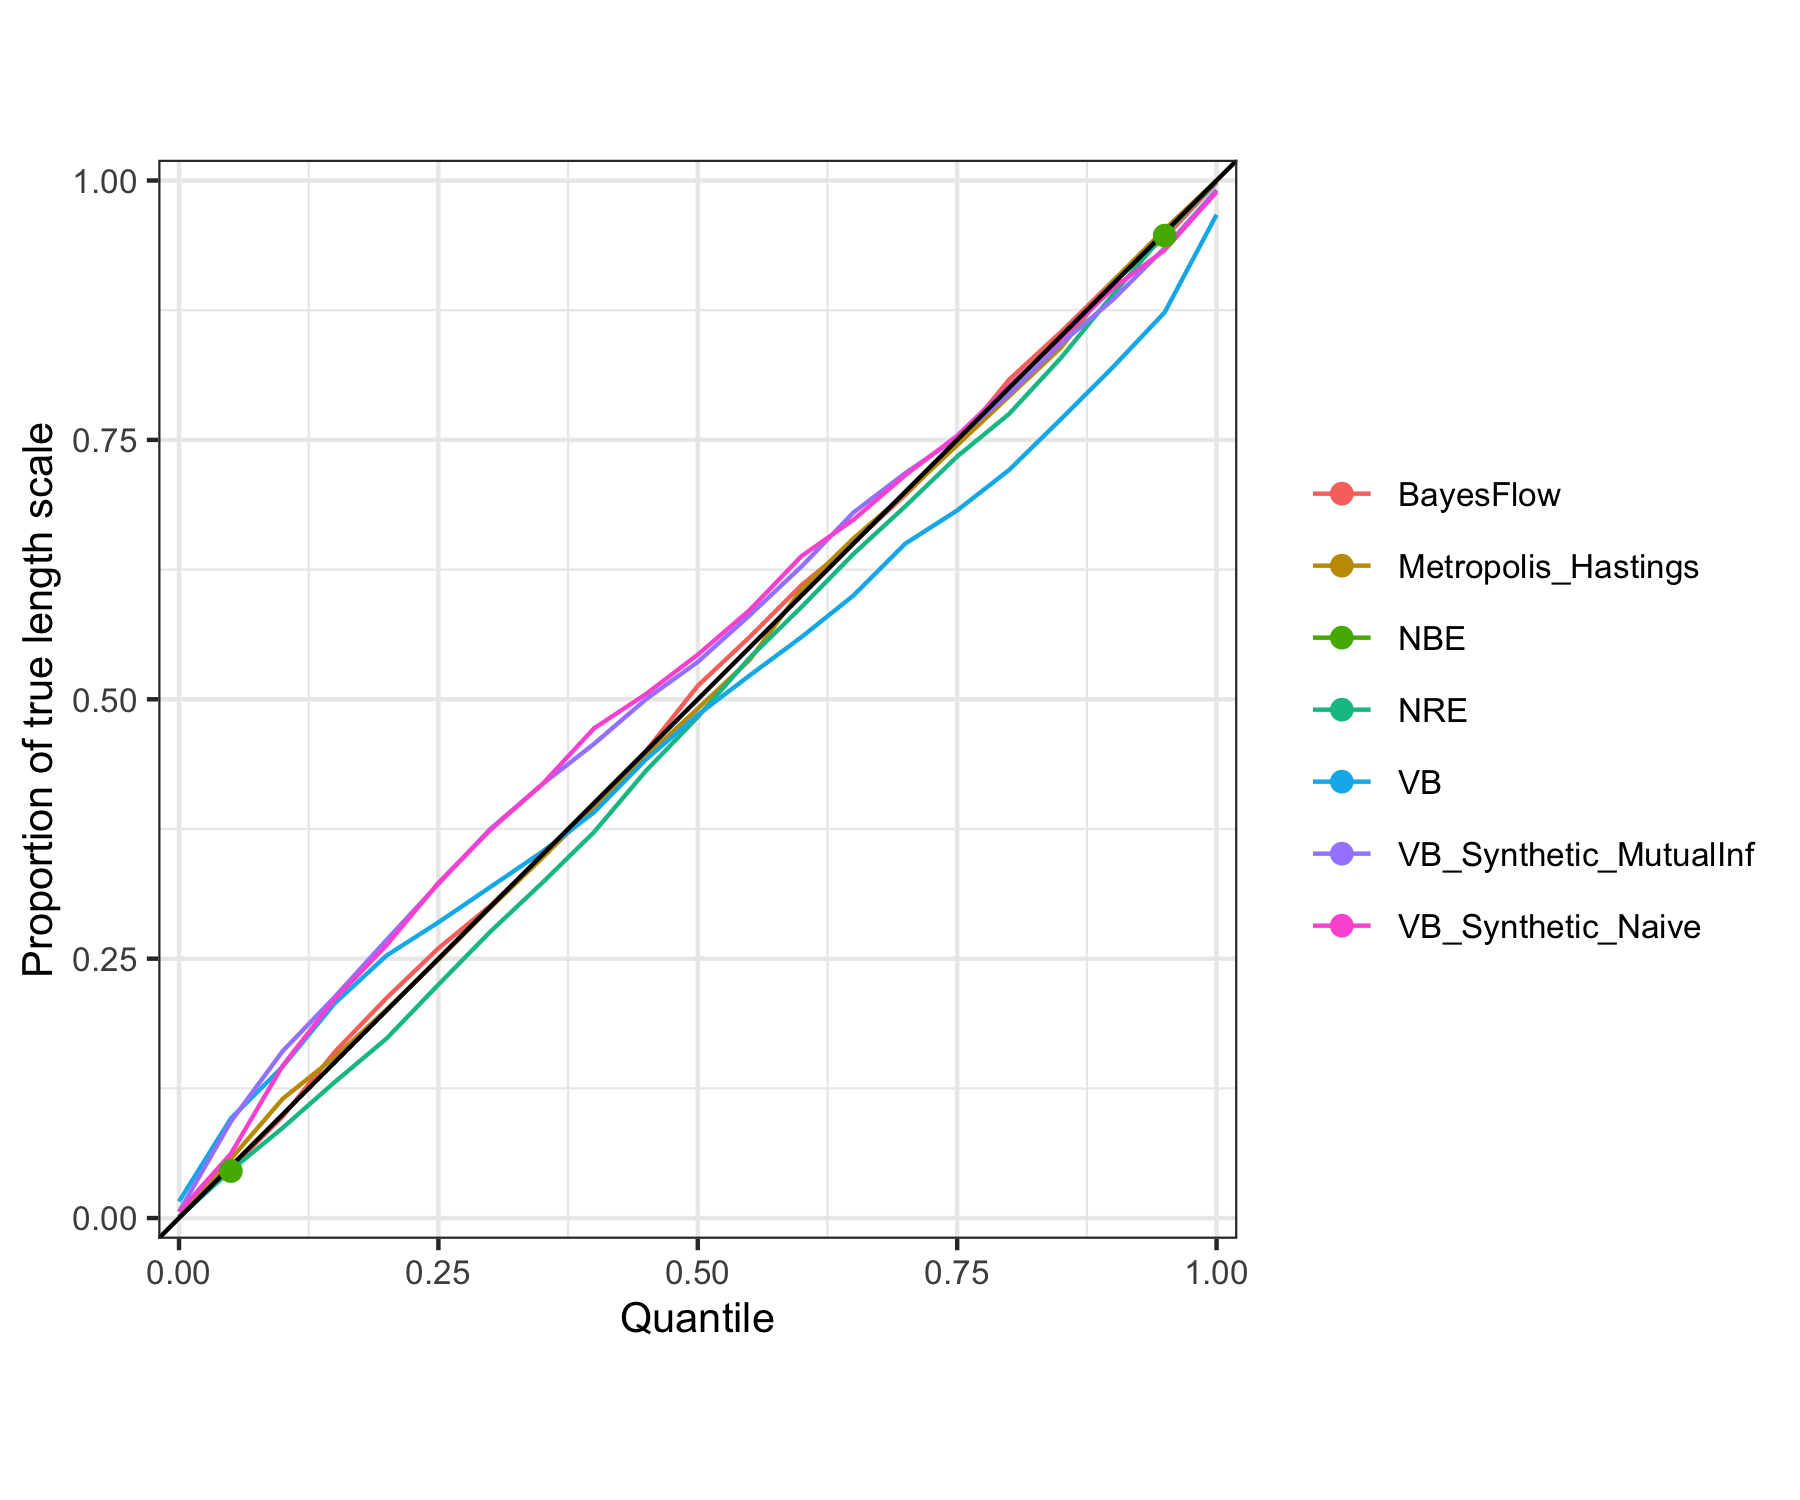 Proportion of true length scale
1.00
0.75
0.50
0.25
0.00
0.00 0.25 0.50 0.75 1.00
Quantile
BayesFlow
Metropolis_Hastings
NBE
NRE
VB
VB_Synthetic_MutualInf
VB_Synthetic_Naive